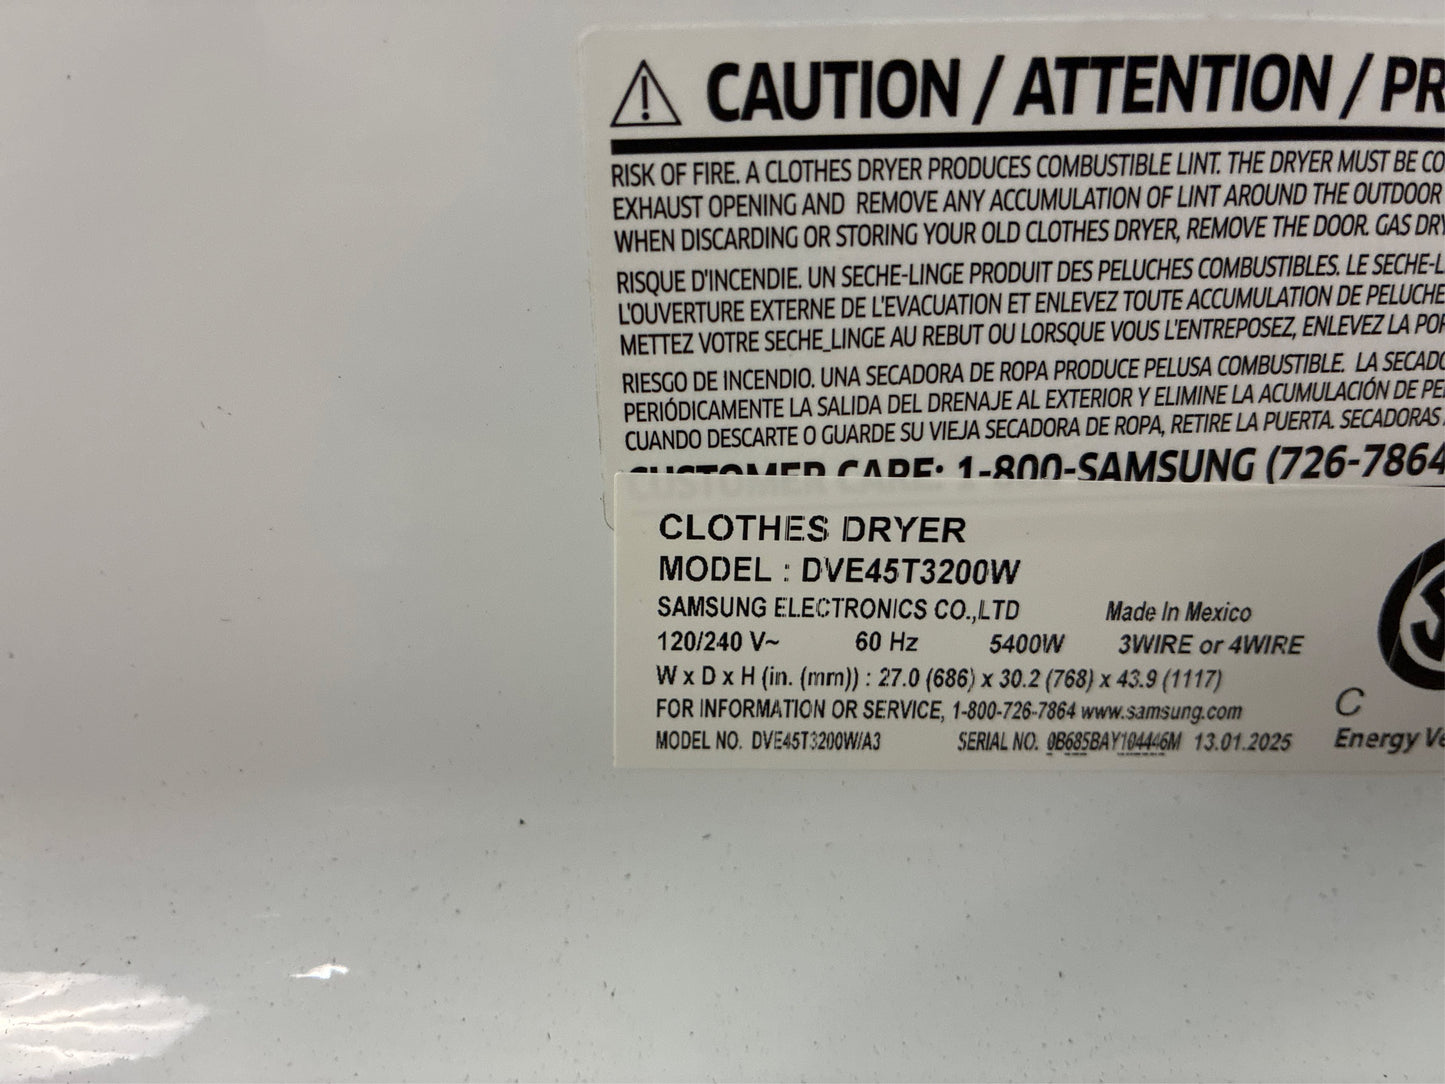 CAUTION / ATTENTION / PR
RISK OF FIRE. A CLOTHES DRYER PRODUCES COMBUSTIBLE LINT. THE DRYER MUST BE CO
EXHAUST OPENING AND REMOVE ANY ACCUMULATION OF LINT AROUND THE OUTDOOR
WHEN DISCARDING OR STORING YOUR OLD CLOTHES DRYER, REMOVE THE DOOR. GAS DRY
RISQUE D'INCENDIE. UN SECHE-LINGE PRODUIT DES PELUCHES COMBUSTIBLES. LE SECHE-L
L'OUVERTURE EXTERNE DE L'EVACUATION ET ENLEVEZ TOUTE ACCUMULATION DE PELUCHE
METTEZ VOTRE SECHE_LINGE AU REBUT OU LORSQUE VOUS L'ENTREPOSEZ, ENLEVEZ LA POR
RIESGO DE INCENDIO. UNA SECADORA DE ROPA PRODUCE PELUSA COMBUSTIBLE. LA SECADO
PERIÓDICAMENTE LA SALIDA DEL DRENAJE AL EXTERIOR Y ELIMINE LA ACUMULACIÓN DE PE
CUANDO DESCARTE O GUARDE SU VIEJA SECADORA DE ROPA, RETIRE LA PUERTA. SECADORAS
CUSTOMER CARE: 1-800-SAMSUNG (726-7864
CLOTHES DRYER
MODEL : DVE45T3200W
SAMSUNG ELECTRONICS CO.,LTD Made In Mexico
120/240 V~ 60 Hz 5400W 3WIRE or 4WIRE
W x D x H (in. (mm)) : 27.0 (686) x 30.2 (768) x 43.9 (1117)
FOR INFORMATION OR SERVICE, 1-800-726-7864 www.samsung.com
C
MODEL NO. DVE45T3200W/A3 SERIAL NO. 0B685BAY104446M 13.01.2025 Energy Ve